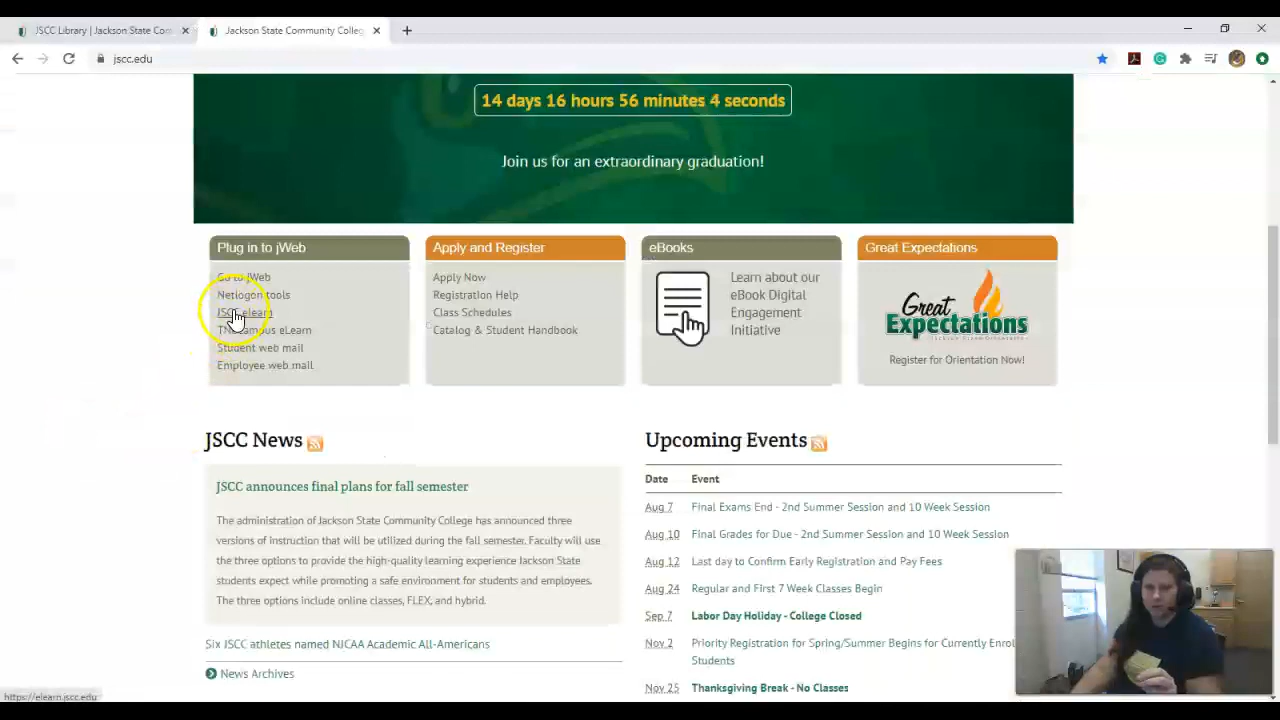 JSCC Library | Jackson State Com
Jackson State Community Colleg
jscc.edu
14 days 16 hours 56 minutes 4 seconds
Join us for an extraordinary graduation!
Plug in to jWeb
Go to jWeb
Netlogon tools
JSCC elearn
TN Campus eLearn
Student web mail
Employee web mail
Apply and Register
Apply Now
Registration Help
Class Schedules
Catalog & Student Handbook
eBooks
Learn about our
eBook Digital
Engagement
Initiative
Great Expectations
Great
Expectations
Register for Orientation Now!
JSCC News
JSCC announces final plans for fall semester
The administration of Jackson State Community College has announced three
versions of instruction that will be utilized during the fall semester. Faculty will use
the three options to provide the high-quality learning experience Jackson State
students expect while promoting a safe environment for students and employees.
The three options include online classes, FLEX, and hybrid.
Six JSCC athletes named NJCAA Academic All-Americans
News Archives
Upcoming Events
Date Event
Aug 7 Final Exams End - 2nd Summer Session and 10 Week Session
Aug 10 Final Grades for Due - 2nd Summer Session and 10 Week Session
Aug 12 Last day to Confirm Early Registration and Pay Fees
Aug 24 Regular and First 7 Week Classes Begin
Sep 7 Labor Day Holiday - College Closed
Nov 2 Priority Registration for Spring/Summer Begins for Currently Enrol
Students
Nov 25 Thanksgiving Break - No Classes
https://elearn.jscc.edu